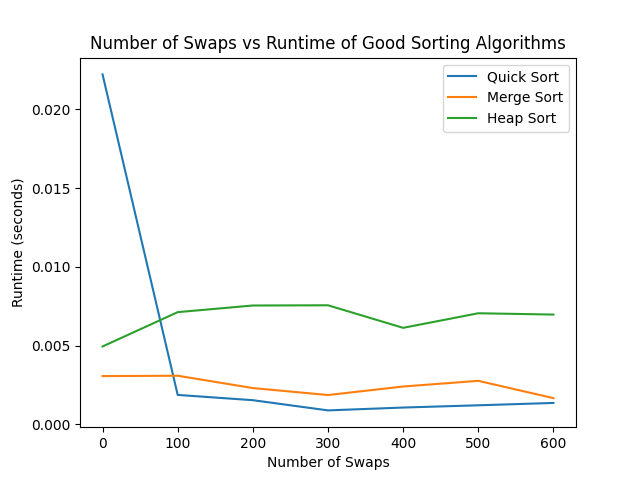 Number of Swaps vs Runtime of Good Sorting Algorithms
Quick Sort
Merge Sort
Heap Sort
Runtime (seconds)
0.020
0.015
0.010
0.005
0.000
0 100 200 300 400 500 600
Number of Swaps